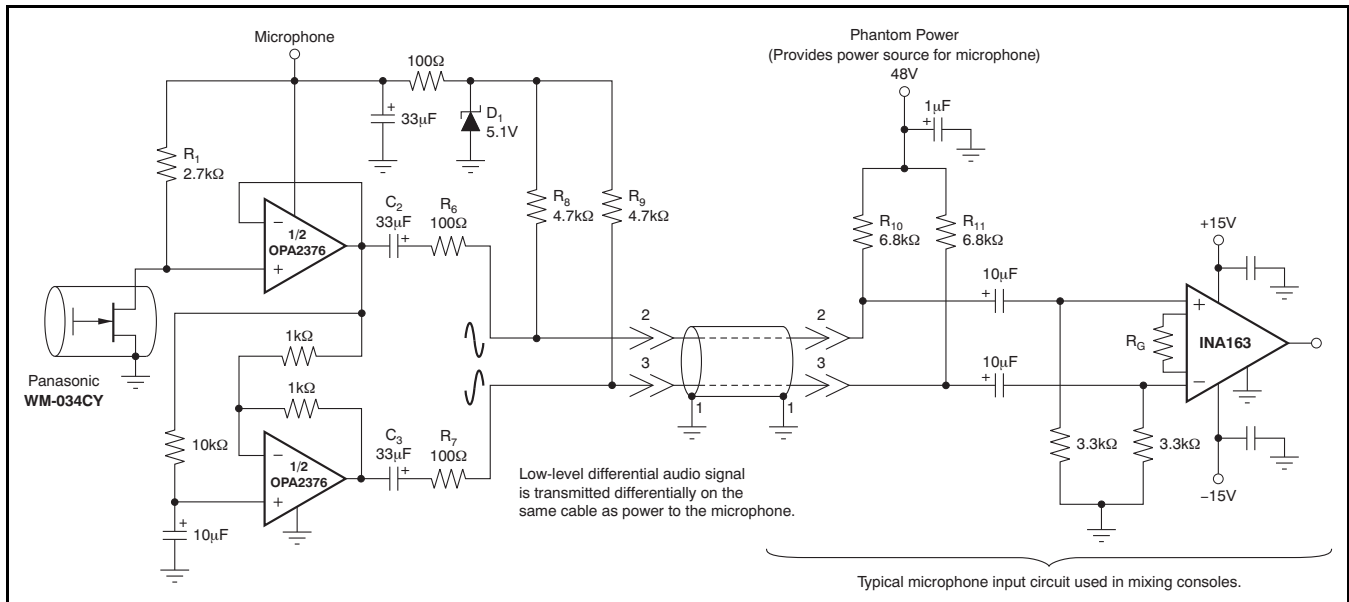 Microphone
100Ω
+
33μF
D1
5.1V
R1
2.7kΩ
−
1/2
OPA2376
+
C2
33μF
+
R6
100Ω
R8
4.7kΩ
R9
4.7kΩ
Panasonic
WM-034CY
1kΩ
1kΩ
10kΩ
−
1/2
OPA2376
+
C3
33μF
+
R7
100Ω
+
10μF
2
3
1
1
2
3
Low-level differential audio signal
is transmitted differentially on the
same cable as power to the microphone.
Phantom Power
(Provides power source for microphone)
48V
1μF
+
R10
6.8kΩ
R11
6.8kΩ
10μF
+
10μF
+
+15V
+
RG
INA163
−
3.3kΩ
3.3kΩ
−15V
Typical microphone input circuit used in mixing consoles.